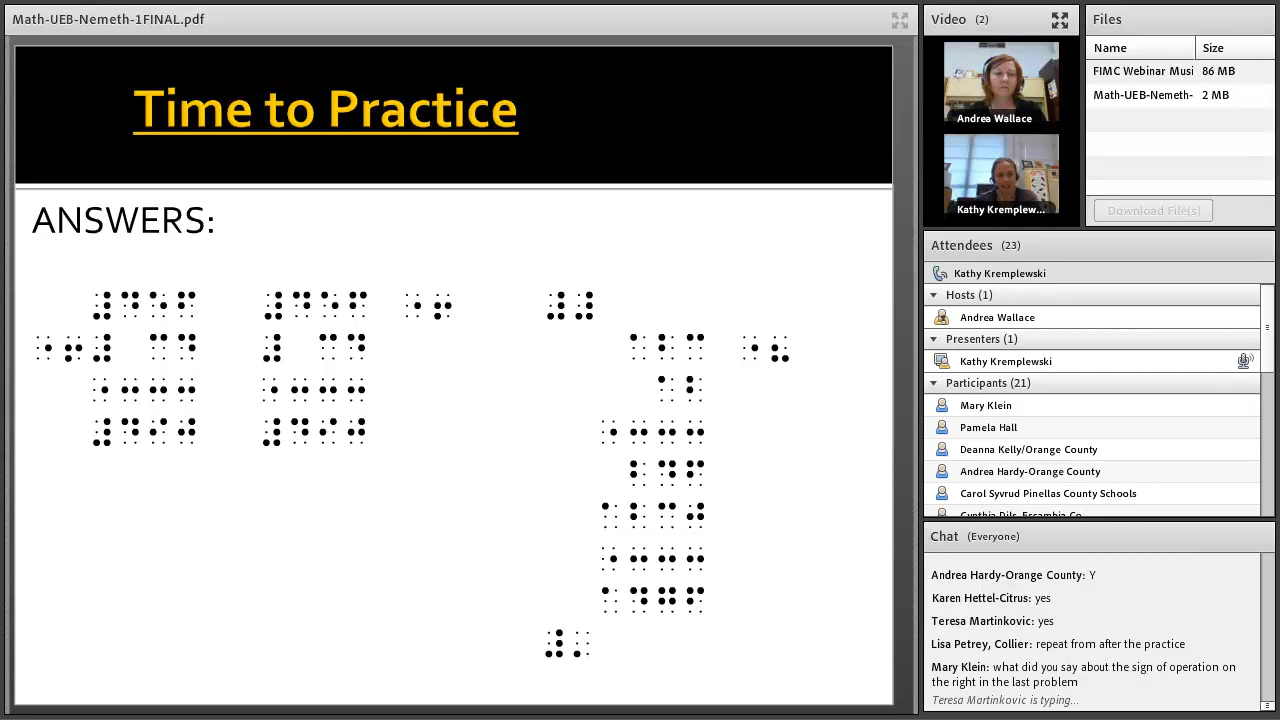 Math-UEB-Nemeth-1FINAL.pdf
Time to Practice
ANSWERS:
⠼⠙⠑⠋ ⠼⠙⠑⠋ ⠐⠖ ⠼⠼
⠐⠖⠼ ⠉⠙ ⠼ ⠉⠙ ⠁⠃⠉ ⠐⠦
⠐⠒⠒⠒ ⠐⠒⠒⠒ ⠁⠃
⠼⠙⠊⠚ ⠼⠙⠊⠚ ⠐⠒⠒⠒
⠃⠙⠋
⠁⠃⠉⠚
⠐⠒⠒⠒
⠁⠙⠛⠋
⠼⠄
Video (2)
Andrea Wallace
Kathy Kremplew...
Files
Name Size
FIMC Webinar Musi 86 MB
Math-UEB-Nemeth- 2 MB
Download File(s)
Attendees (23)
Kathy Kremplewski
Hosts (1)
Andrea Wallace
Presenters (1)
Kathy Kremplewski
Participants (21)
Mary Klein
Pamela Hall
Deanna Kelly/Orange County
Andrea Hardy-Orange County
Carol Syvrud Pinellas County Schools
Cynthia Dils, Escambia Co
Chat (Everyone)
Andrea Hardy-Orange County: Y
Karen Hettel-Citrus: yes
Teresa Martinkovic: yes
Lisa Petrey, Collier: repeat from after the practice
Mary Klein: what did you say about the sign of operation on
the right in the last problem
Teresa Martinkovic is typing...